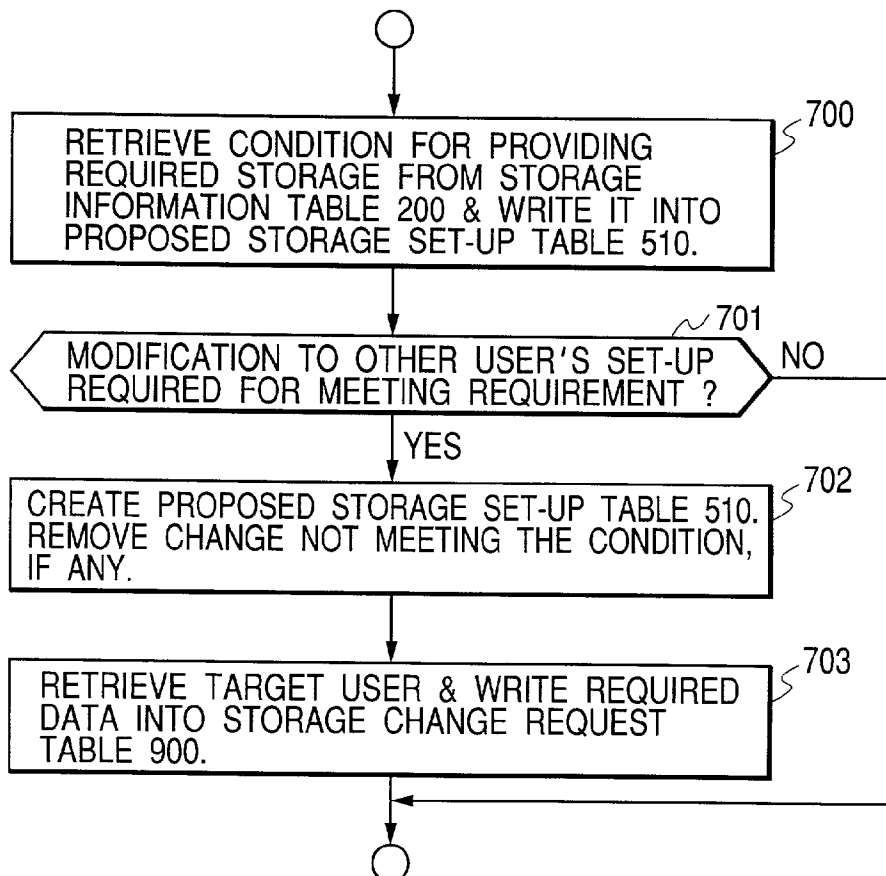 700
RETRIEVE CONDITION FOR PROVIDING
REQUIRED STORAGE FROM STORAGE
INFORMATION TABLE 200 & WRITE IT INTO
PROPOSED STORAGE SET-UP TABLE 510.
701
MODIFICATION TO OTHER USER'S SET-UP
REQUIRED FOR MEETING REQUIREMENT ?
NO
YES
702
CREATE PROPOSED STORAGE SET-UP TABLE 510.
REMOVE CHANGE NOT MEETING THE CONDITION,
IF ANY.
703
RETRIEVE TARGET USER & WRITE REQUIRED
DATA INTO STORAGE CHANGE REQUEST
TABLE 900.